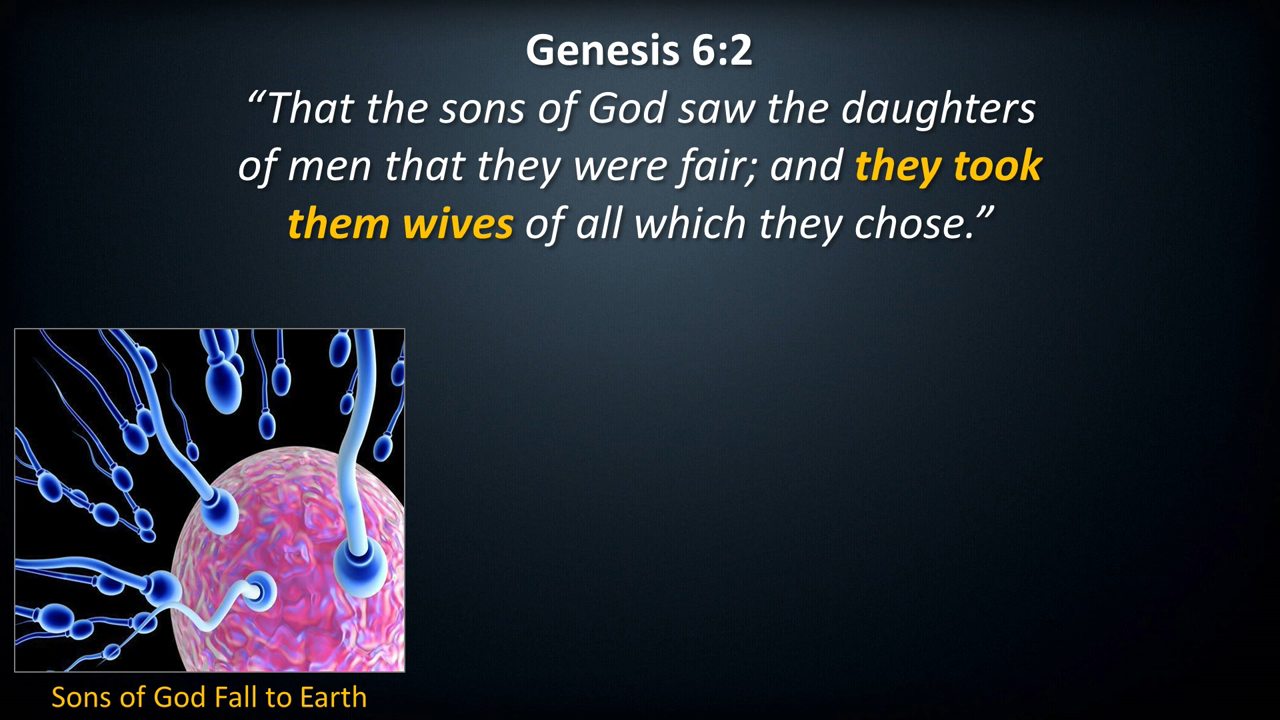 Genesis 6:2
“That the sons of God saw the daughters
of men that they were fair; and they took
them wives of all which they chose.”
Sons of God Fall to Earth